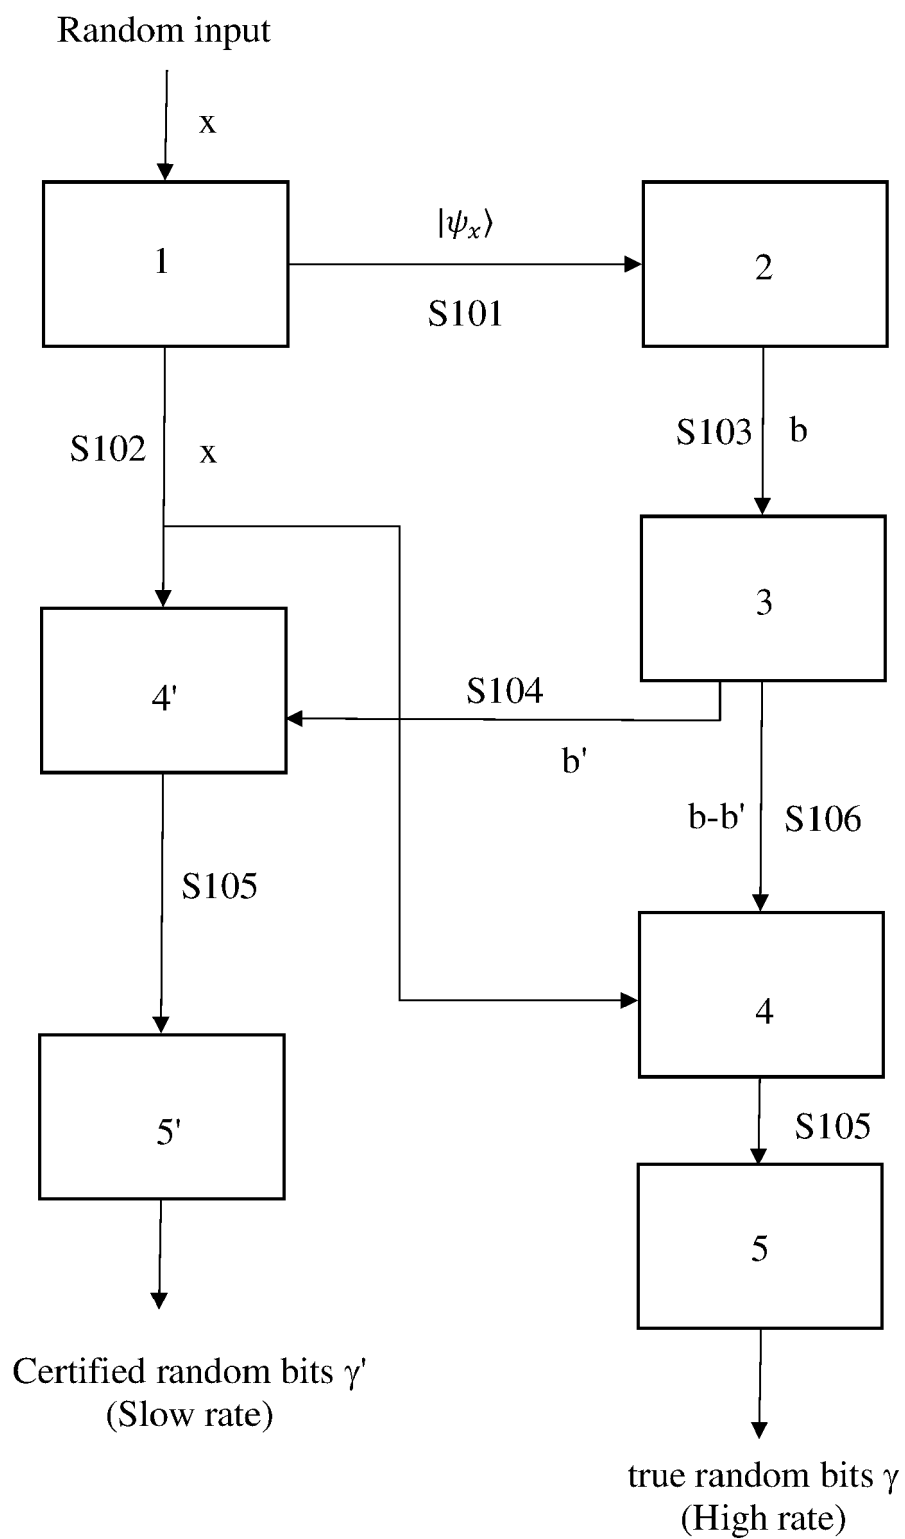 Random input
x
|ψₓ⟩
1
2
S101
S102
x
S103
b
3
4'
S104
b'
b-b'
S106
S105
4
5'
S105
5
Certified random bits γ'
(Slow rate)
true random bits γ
(High rate)